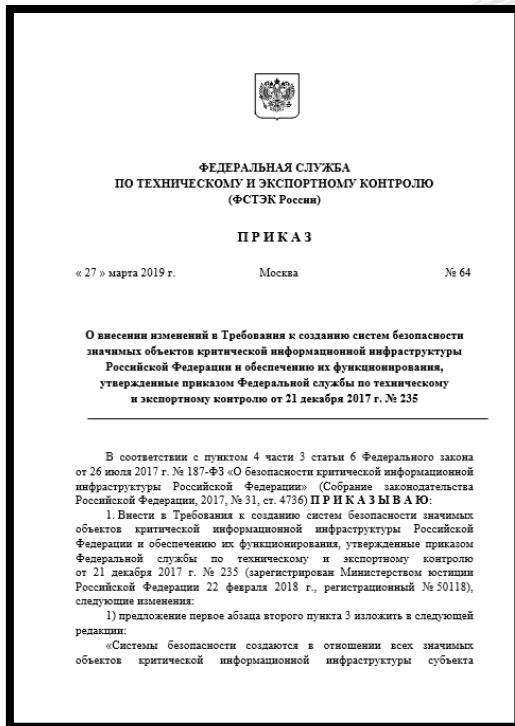 ФЕДЕРАЛЬНАЯ СЛУЖБА
ПО ТЕХНИЧЕСКОМУ И ЭКСПОРТНОМУ КОНТРОЛЮ
(ФСТЭК России)
П Р И К А З
« 27 » марта 2019 г. Москва № 64
О внесении изменений в Требования к созданию систем безопасности
значимых объектов критической информационной инфраструктуры
Российской Федерации и обеспечению их функционирования,
утвержденные приказом Федеральной службы по техническому
и экспортному контролю от 21 декабря 2017 г. № 235
В соответствии с пунктом 4 части 3 статьи 6 Федерального закона
от 26 июля 2017 г. № 187-ФЗ «О безопасности критической информационной
инфраструктуры Российской Федерации» (Собрание законодательства
Российской Федерации, 2017, № 31, ст. 4736) П Р И К А З Ы В А Ю:
1. Внести в Требования к созданию систем безопасности значимых
объектов критической информационной инфраструктуры Российской
Федерации и обеспечению их функционирования, утвержденные приказом
Федеральной службы по техническому и экспортному контролю
от 21 декабря 2017 г. № 235 (зарегистрирован Министерством юстиции
Российской Федерации 22 февраля 2018 г., регистрационный № 50118),
следующие изменения:
1) предложение первое абзаца второго пункта 3 изложить в следующей
редакции:
«Системы безопасности создаются в отношении всех значимых
объектов критической информационной инфраструктуры субъекта